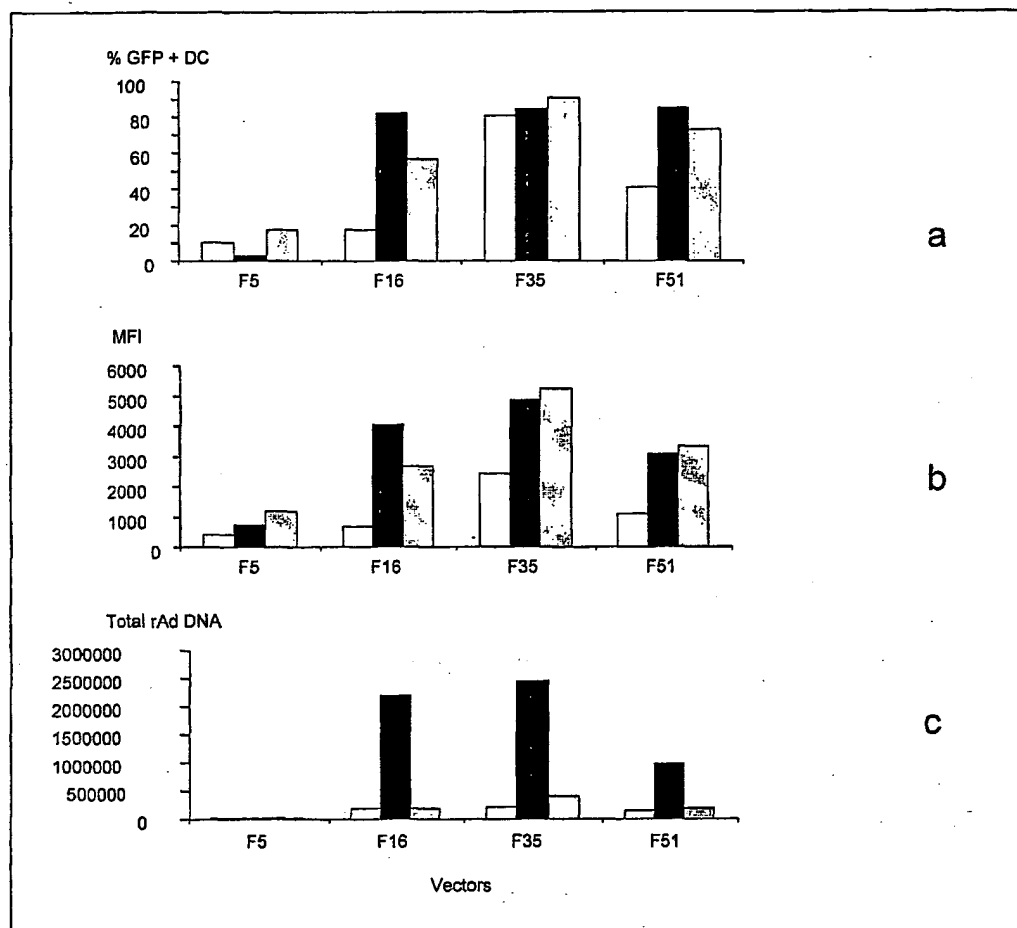 % GFP + DC
100
80
60
40
20
0
F5 F16 F35 F51
a
MFI
6000
5000
4000
3000
2000
1000
0
F5 F16 F35 F51
b
Total rAd DNA
3000000
2500000
2000000
1500000
1000000
500000
0
F5 F16 F35 F51
c
Vectors